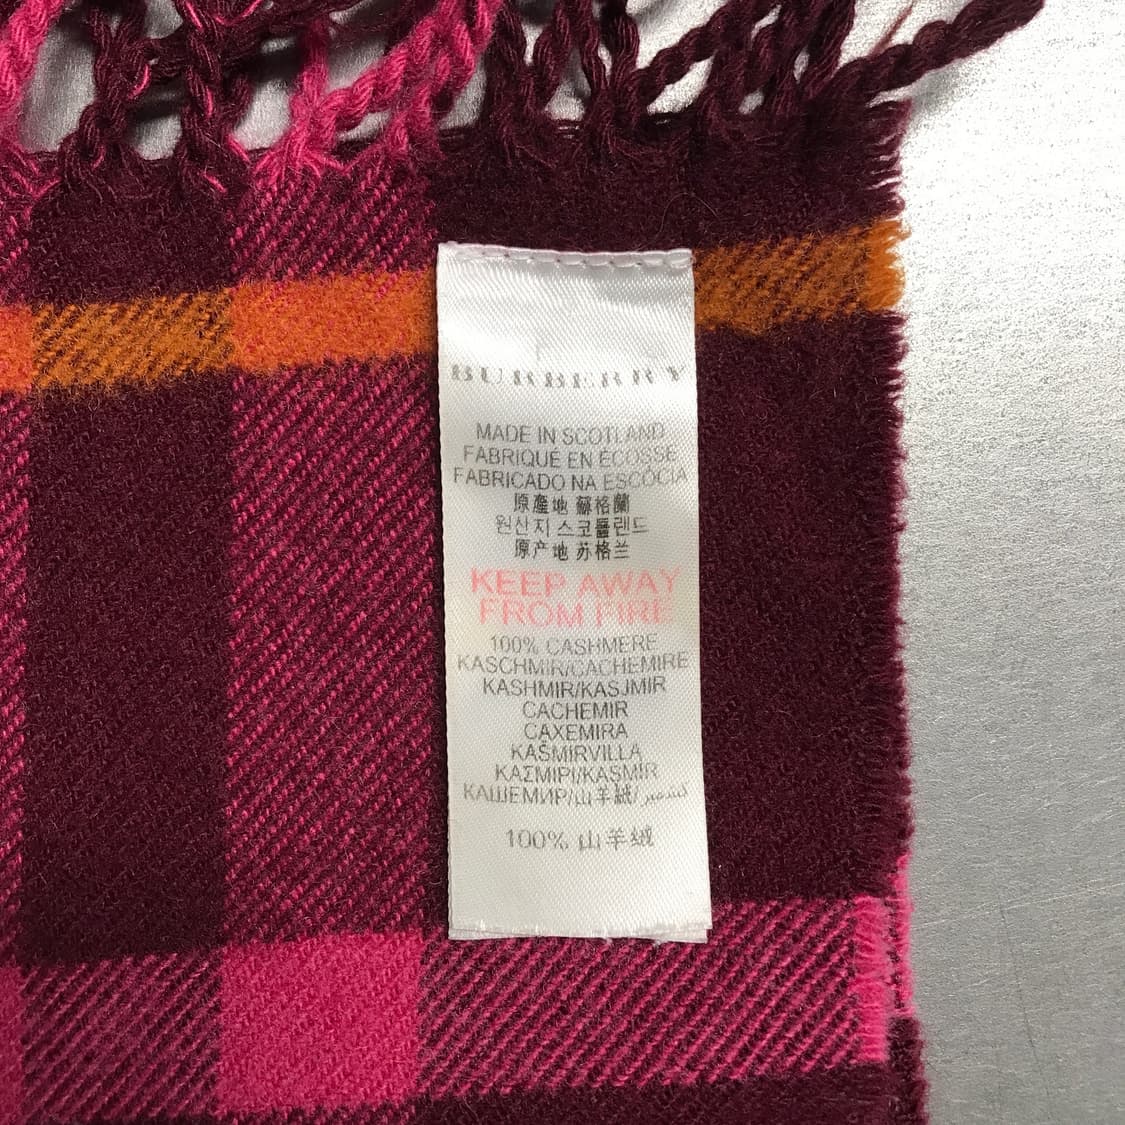 BURBERRY
MADE IN SCOTLAND
FABRIQUÉ EN ÉCOSSE
FABRICADO NA ESCÓCIA
原產地 蘇格蘭
원산지 스코틀랜드
原产地 苏格兰
KEEP AWAY
FROM FIRE
100% CASHMERE
KASCHMIR/CACHEMIRE
KASHMIR/KASJMIR
CACHEMIR
CAXEMIRA
KAŠMIRVILLA
ΚΑΣΜΙΡΙ/KASMIR
КАШЕМИР/山羊絨/كشمير
100% 山羊绒